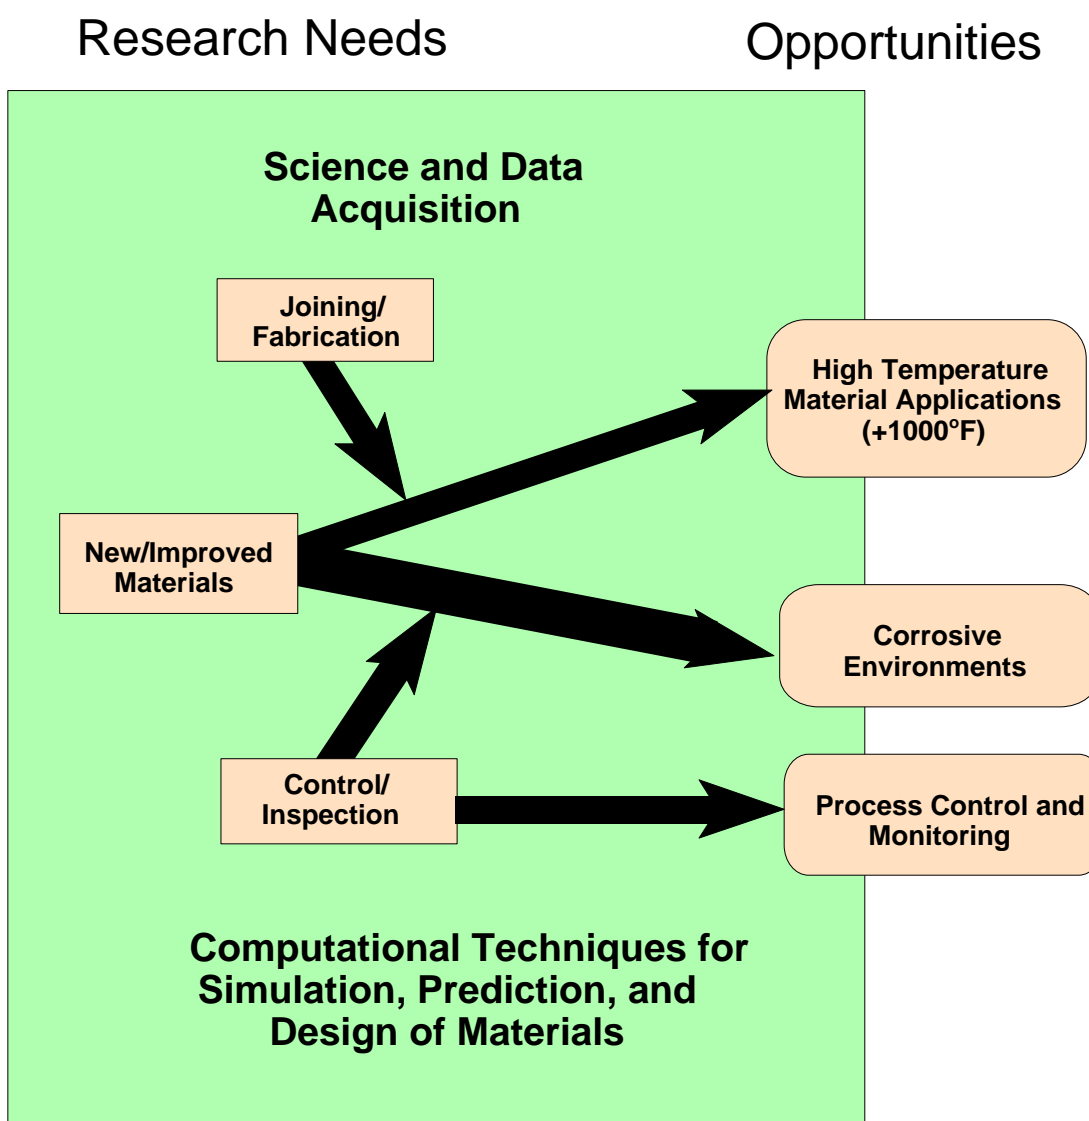 Research Needs
Opportunities
Science and Data
Acquisition
Joining/
Fabrication
High Temperature
Material Applications
(+1000°F)
New/Improved
Materials
Corrosive
Environments
Control/
Inspection
Process Control and
Monitoring
Computational Techniques for
Simulation, Prediction, and
Design of Materials